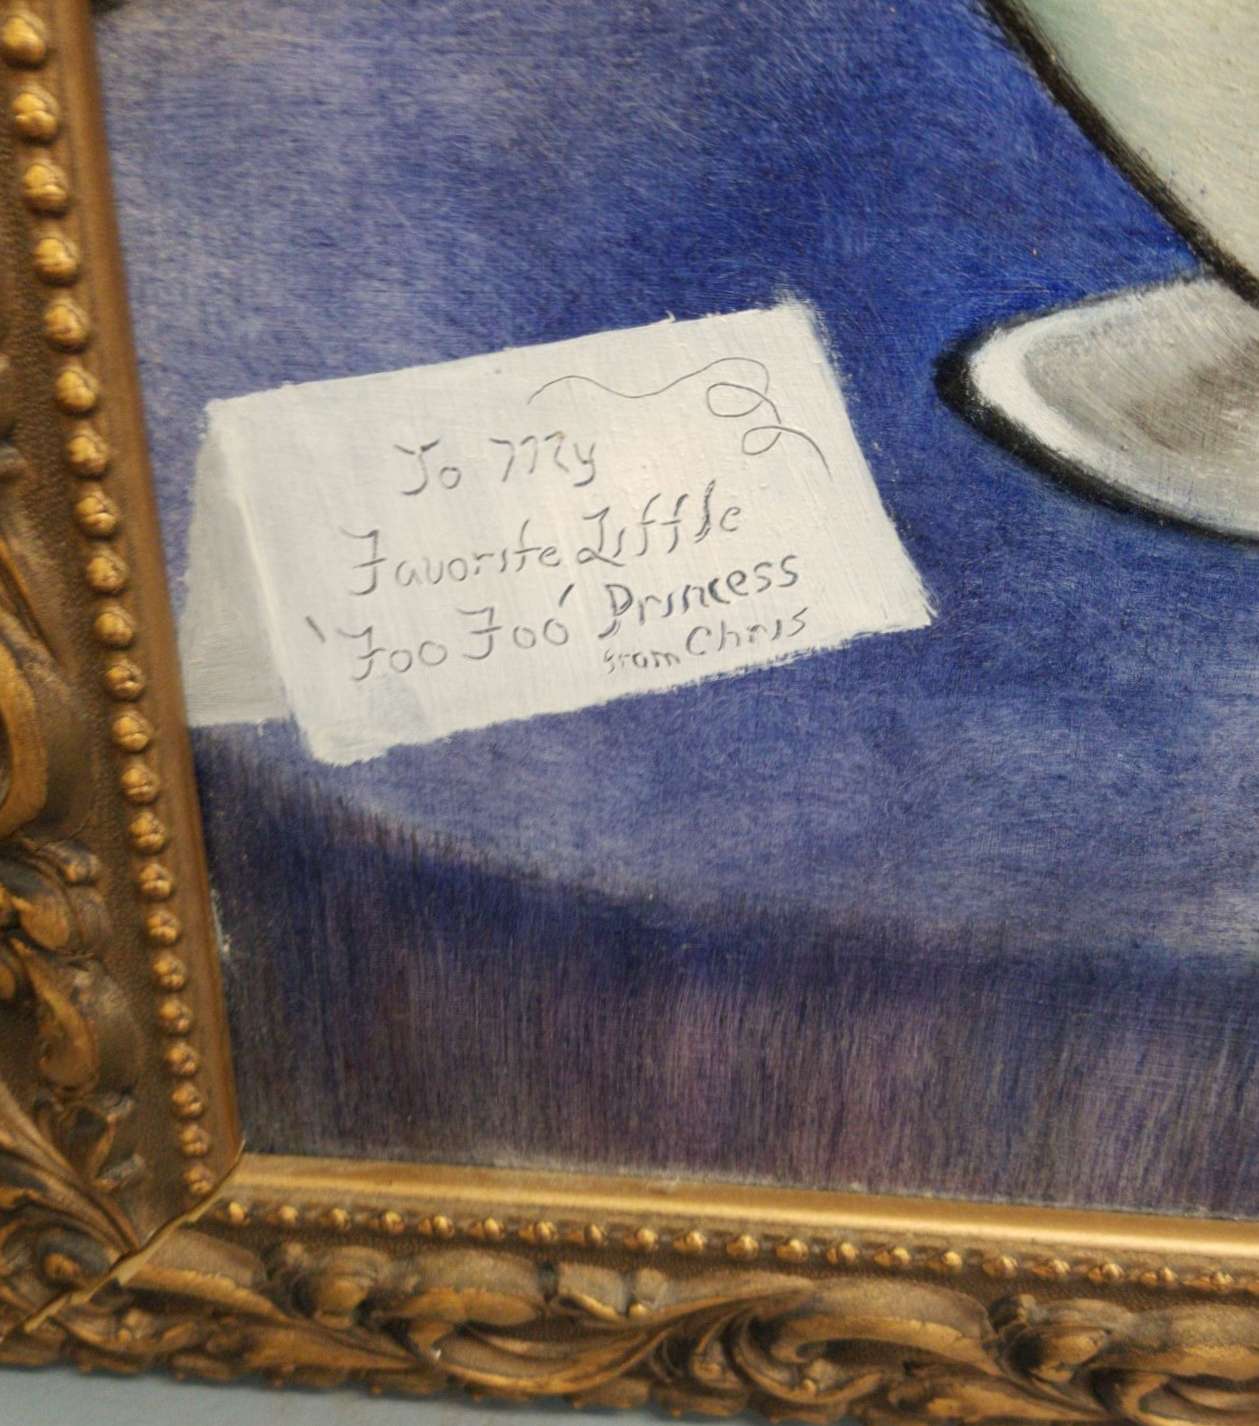 To My
Favorite Little
'Foo Foo' Princess
from Chris